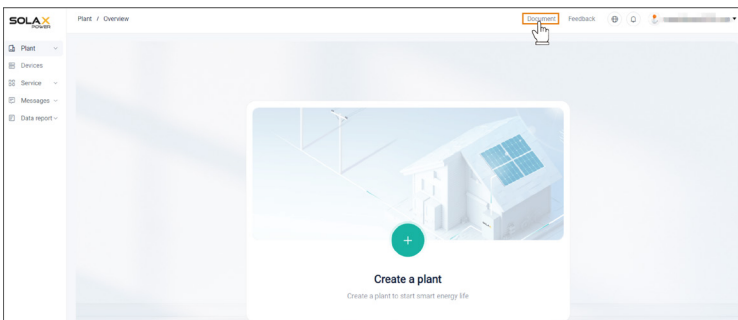 SOLAX
POWER
Plant / Overview
Document
Feedback
Plant
Devices
Service
Messages
Data report
Create a plant
Create a plant to start smart energy life